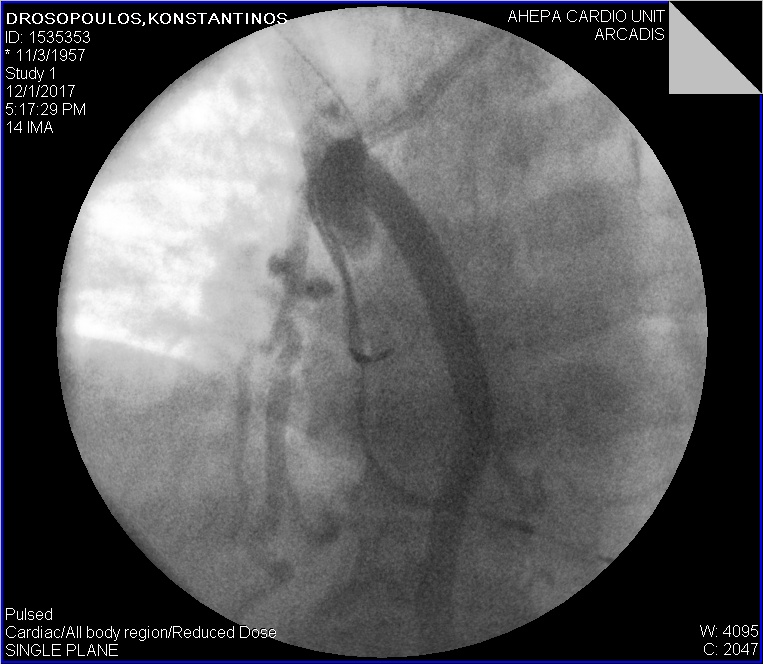 DROSOPOULOS,KONSTANTINOS
ID: 1535353
* 11/3/1957
Study 1
12/1/2017
5:17:29 PM
14 IMA
AHEPA CARDIO UNIT
ARCADIS
Pulsed
Cardiac/All body region/Reduced Dose
SINGLE PLANE
W: 4095
C: 2047